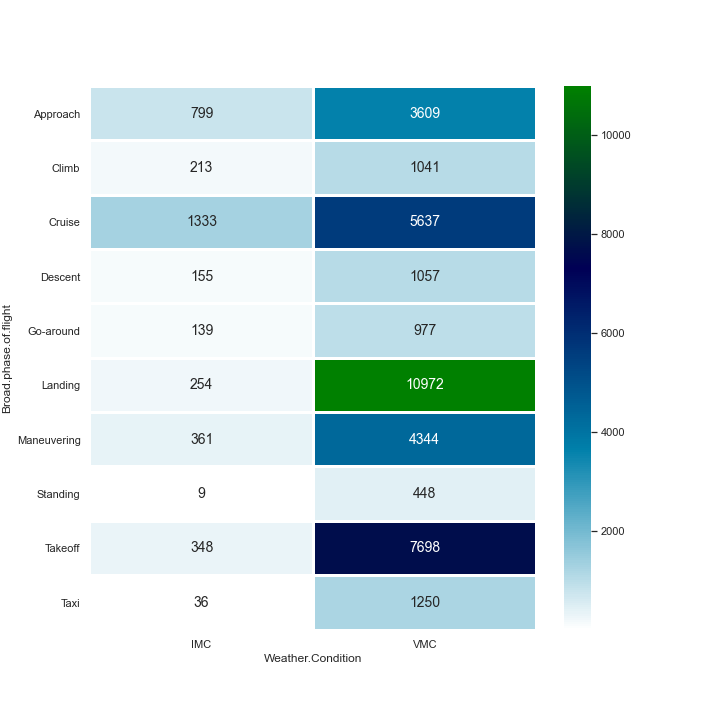 Approach 799 3609
Climb 213 1041
Cruise 1333 5637
Descent 155 1057
Go-around 139 977
Landing 254 10972
Maneuvering 361 4344
Standing 9 448
Takeoff 348 7698
Taxi 36 1250
IMC VMC
Weather.Condition
Broad.phase.of.flight
10000
8000
6000
4000
2000